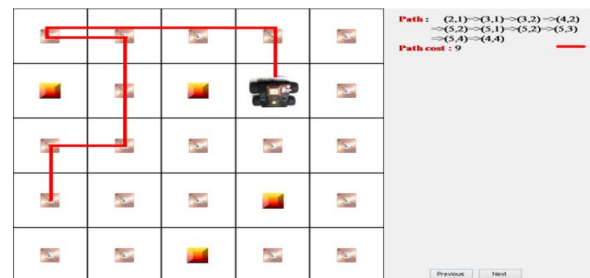 Path : (2,1)->(3,1)->(3,2)->(4,2)
->(5,2)->(5,1)->(5,2)->(5,3)
->(5,4)->(4,4)
Path cost : 9
Previous Next